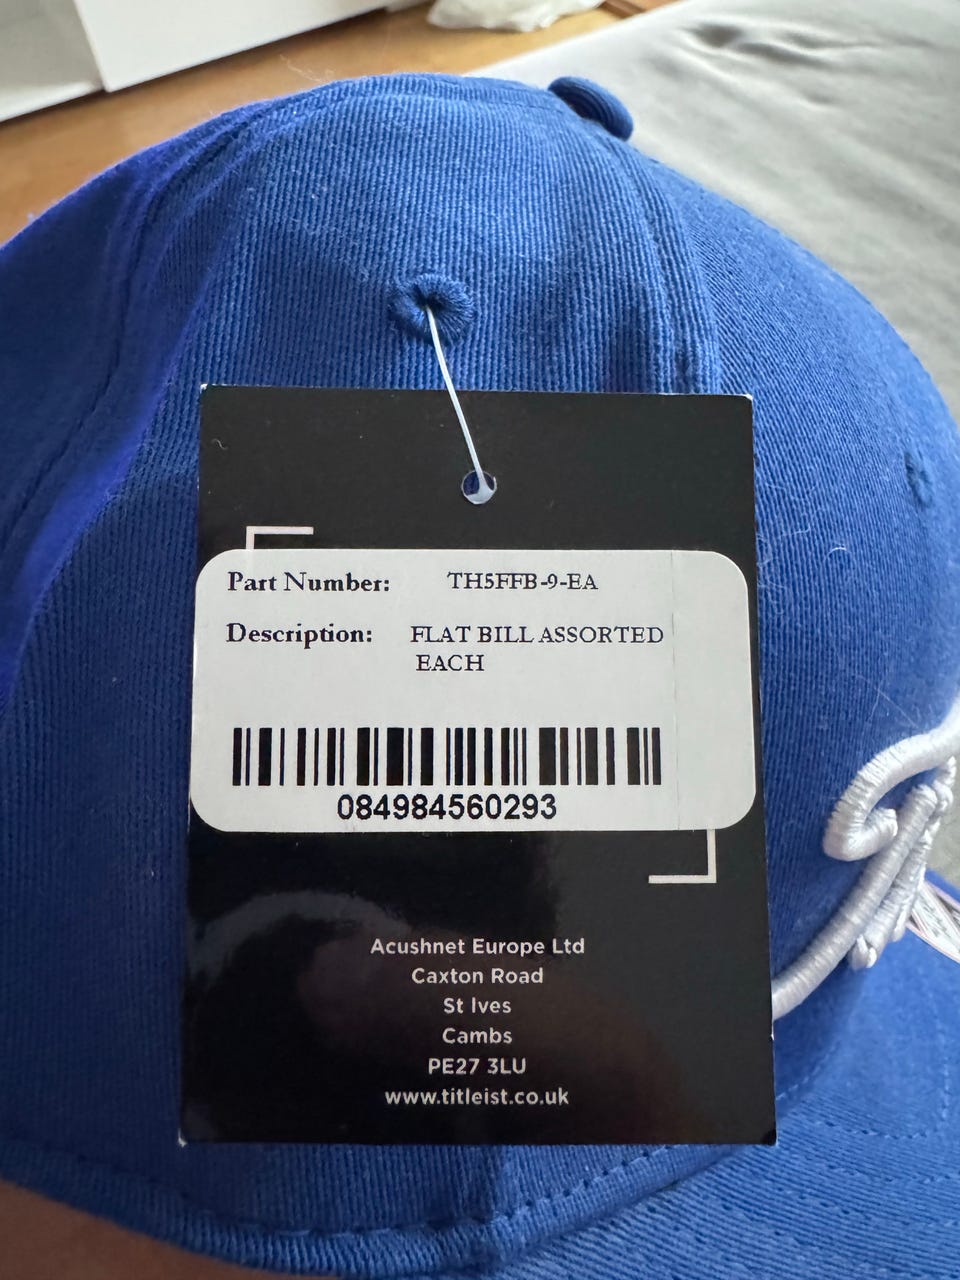 Part Number: TH5FFB-9-EA
Description: FLAT BILL ASSORTED
EACH
084984560293
Acushnet Europe Ltd
Caxton Road
St Ives
Cambs
PE27 3LU
www.titleist.co.uk